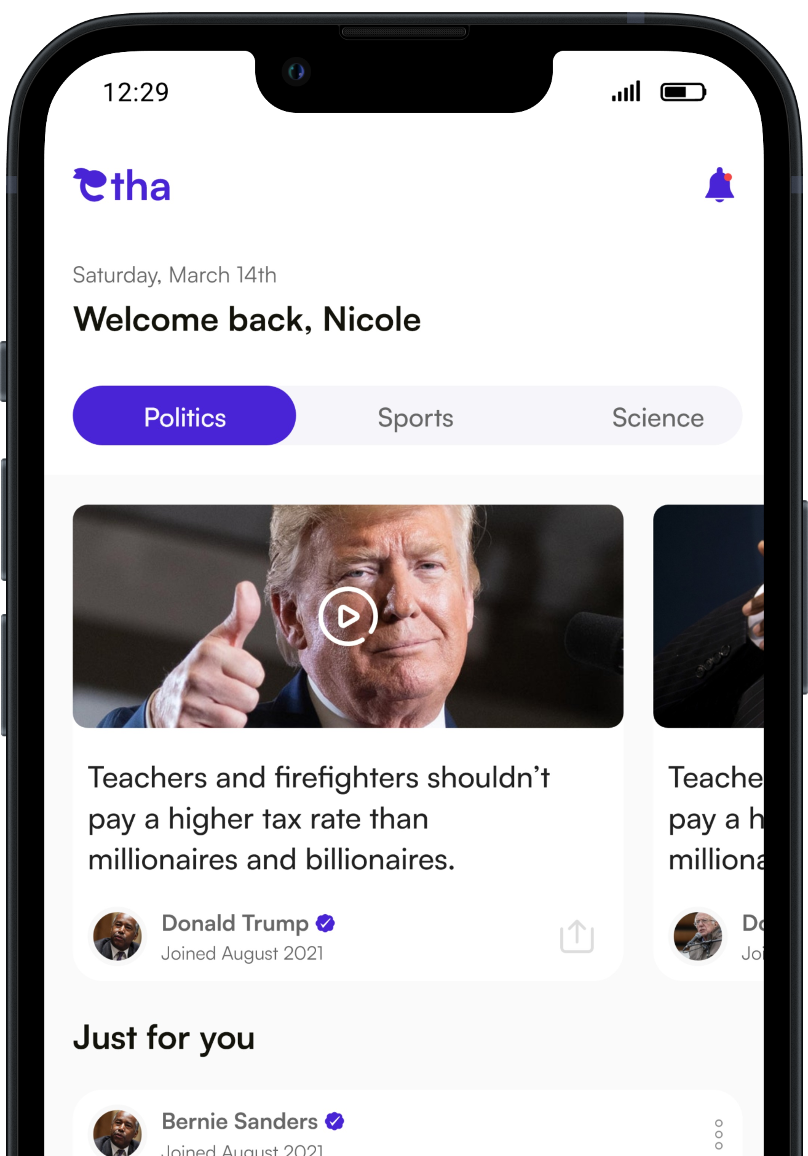 12:29
etha
Saturday, March 14th
Welcome back, Nicole
Politics
Sports
Science
Teachers and firefighters shouldn’t
pay a higher tax rate than
millionaires and billionaires.
Donald Trump
Joined August 2021
Teache
pay a h
milliona
Do
Joi
Just for you
Bernie Sanders
Joined August 2021